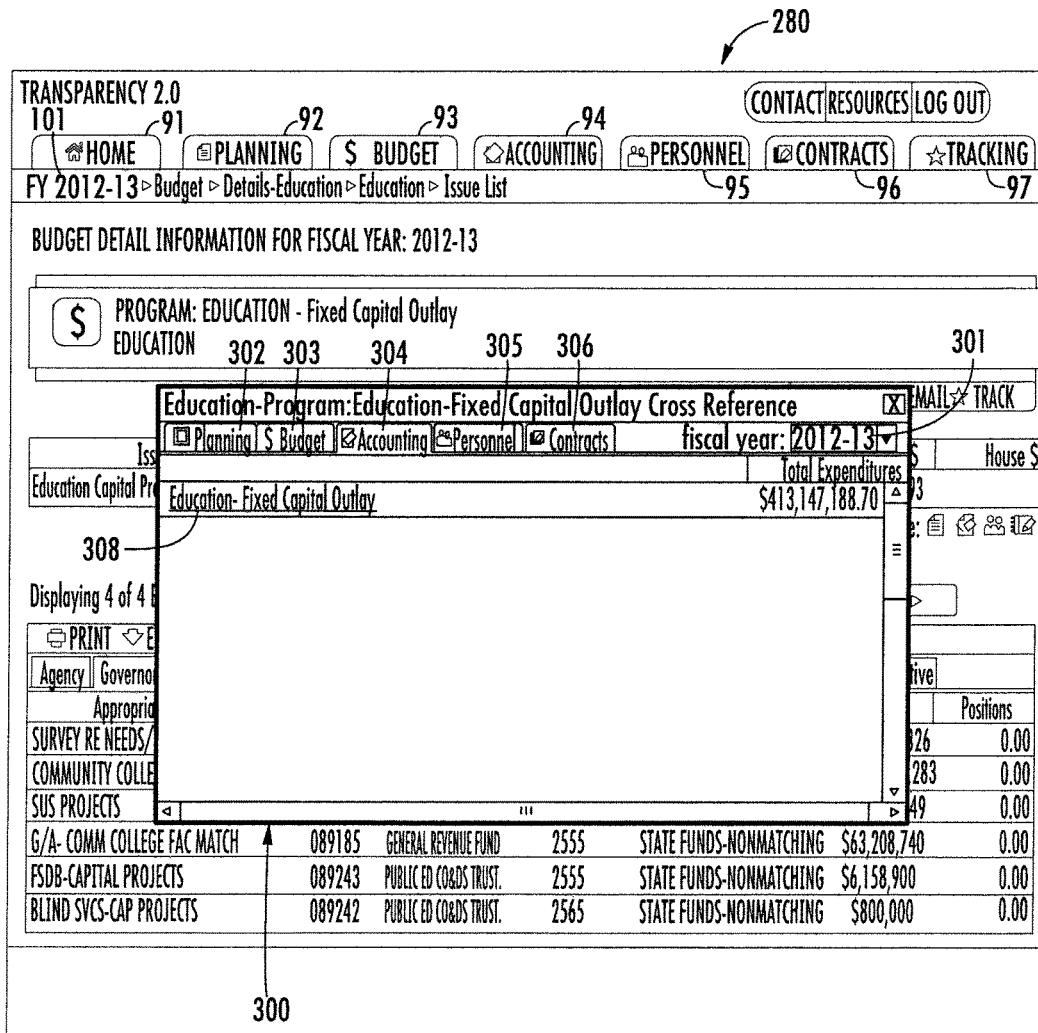 280
TRANSPARENCY 2.0
CONTACT RESOURCES LOG OUT
101 91 92 93 94
HOME PLANNING $ BUDGET ACCOUNTING PERSONNEL CONTRACTS TRACKING
FY 2012-13 ▹ Budget ▹ Details-Education ▹ Education ▹ Issue List
95 96 97
BUDGET DETAIL INFORMATION FOR FISCAL YEAR: 2012-13
$ PROGRAM: EDUCATION - Fixed Capital Outlay
EDUCATION
302 303 304 305 306 301
EMAIL TRACK
Education-Program:Education-Fixed Capital Outlay Cross Reference X
Planning $ Budget Accounting Personnel Contracts fiscal year: 2012-13
Iss $ House $
Total Expenditures
Education Capital Pro 93
Education- Fixed Capital Outlay $413,147,188.70
308
Displaying 4 of 4
PRINT E
Agency Governo tive
Appropria Positions
SURVEY RE NEEDS/ 326 0.00
COMMUNITY COLLE 283 0.00
SUS PROJECTS 49 0.00
G/A- COMM COLLEGE FAC MATCH 089185 GENERAL REVENUE FUND 2555 STATE FUNDS-NONMATCHING $63,208,740 0.00
FSDB-CAPITAL PROJECTS 089243 PUBLIC ED CO&DS TRUST. 2555 STATE FUNDS-NONMATCHING $6,158,900 0.00
BLIND SVCS-CAP PROJECTS 089242 PUBLIC ED CO&DS TRUST. 2565 STATE FUNDS-NONMATCHING $800,000 0.00
300